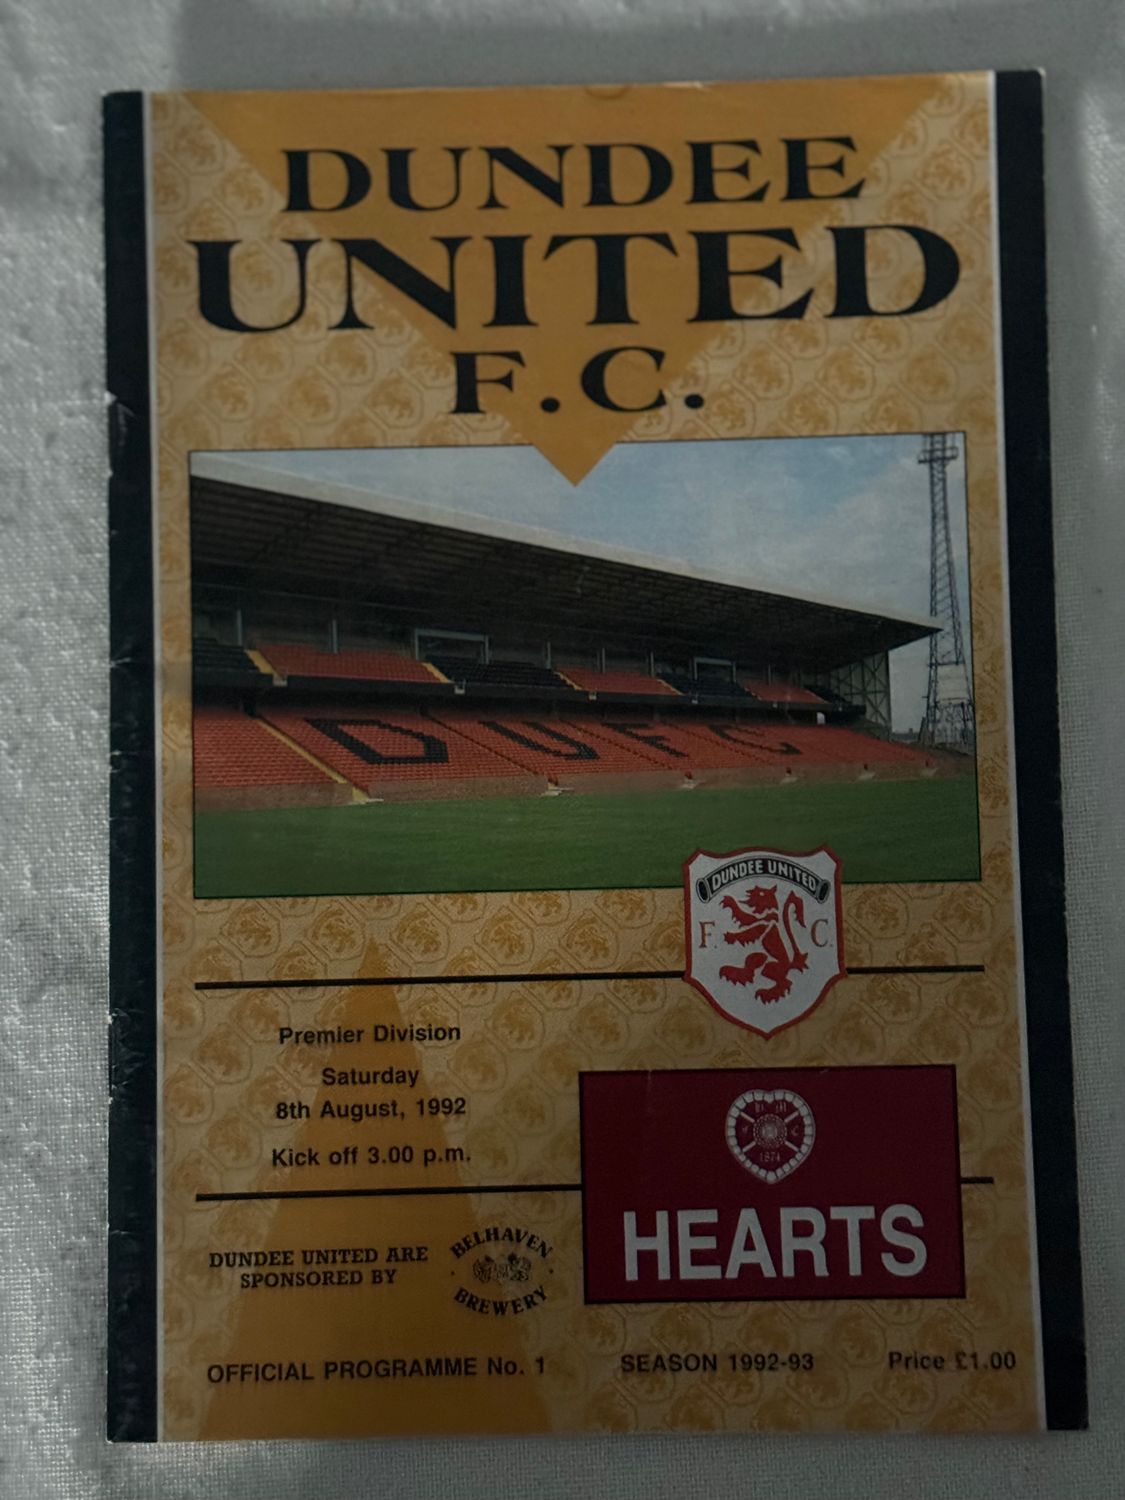 DUNDEE
UNITED
F.C.
DUFC
DUNDEE UNITED
F. C.
Premier Division
Saturday
8th August, 1992
Kick off 3.00 p.m.
1874
HEARTS
DUNDEE UNITED ARE
SPONSORED BY
BELHAVEN
BREWERY
OFFICIAL PROGRAMME No. 1
SEASON 1992-93
Price £1.00